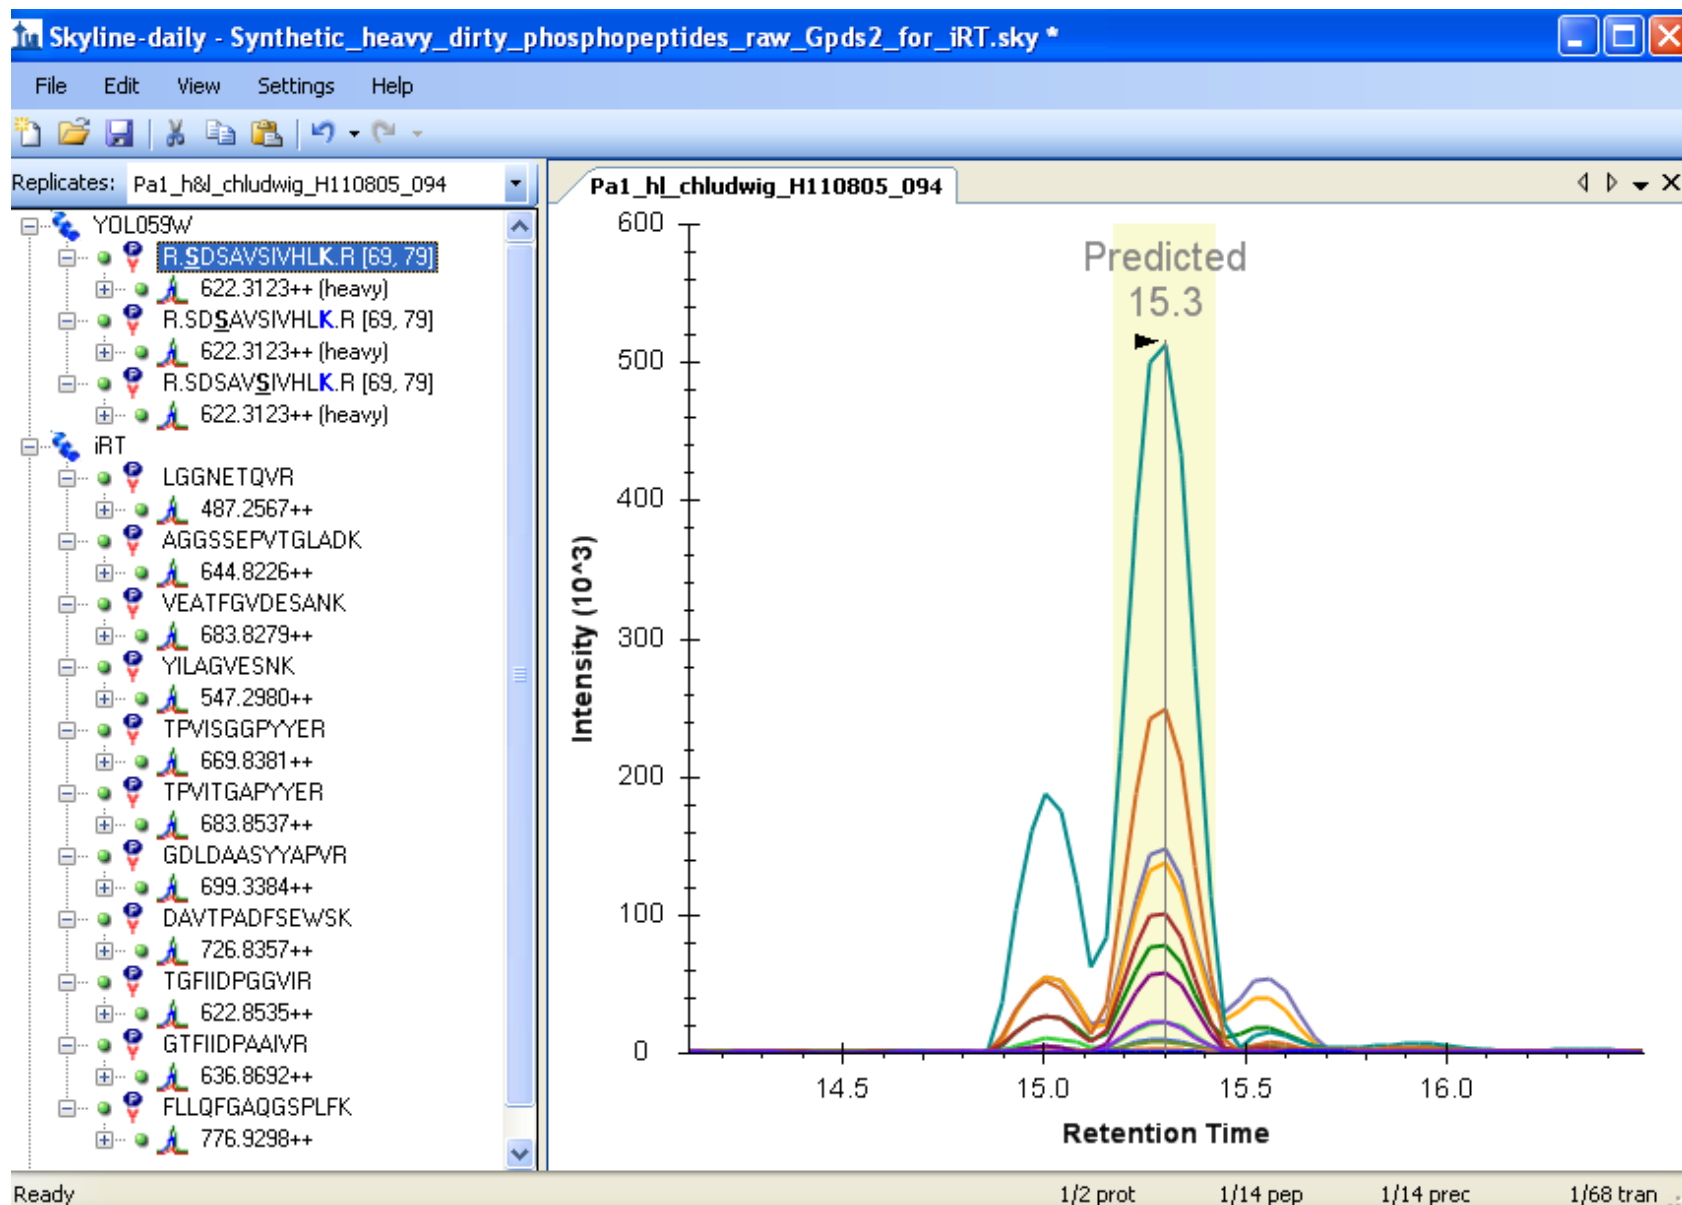 Skyline-daily - Synthetic_heavy_dirty_phosphopeptides_raw_Gpds2_for_iRT.sky *
File Edit View Settings Help
Replicates: Pa1_h&l_chludwig_H110805_094
YOL059W
R.SDSAVSIVHLK.R [69, 79]
622.3123++ (heavy)
R.SDSAVSIVHLK.R [69, 79]
622.3123++ (heavy)
R.SDSAVSIVHLK.R [69, 79]
622.3123++ (heavy)
iRT
LGGNETQVR
487.2567++
AGGSSEPVTGLADK
644.8226++
VEATFGVDESANK
683.8279++
YILAGVESNK
547.2980++
TPVISGGPYYER
669.8381++
TPVITGAPYYER
683.8537++
GDLDAASYYAPVR
699.3384++
DAVTPADFSEWSK
726.8357++
TGFIIDPGGVIR
622.8535++
GTFIIDPAAIVR
636.8692++
FLLQFGAQGSPLFK
776.9298++
Pa1_hl_chludwig_H110805_094
600
500
400
300
200
100
0
Intensity (10^3)
Predicted
15.3
14.5 15.0 15.5 16.0
Retention Time
Ready 1/2 prot 1/14 pep 1/14 prec 1/68 tran